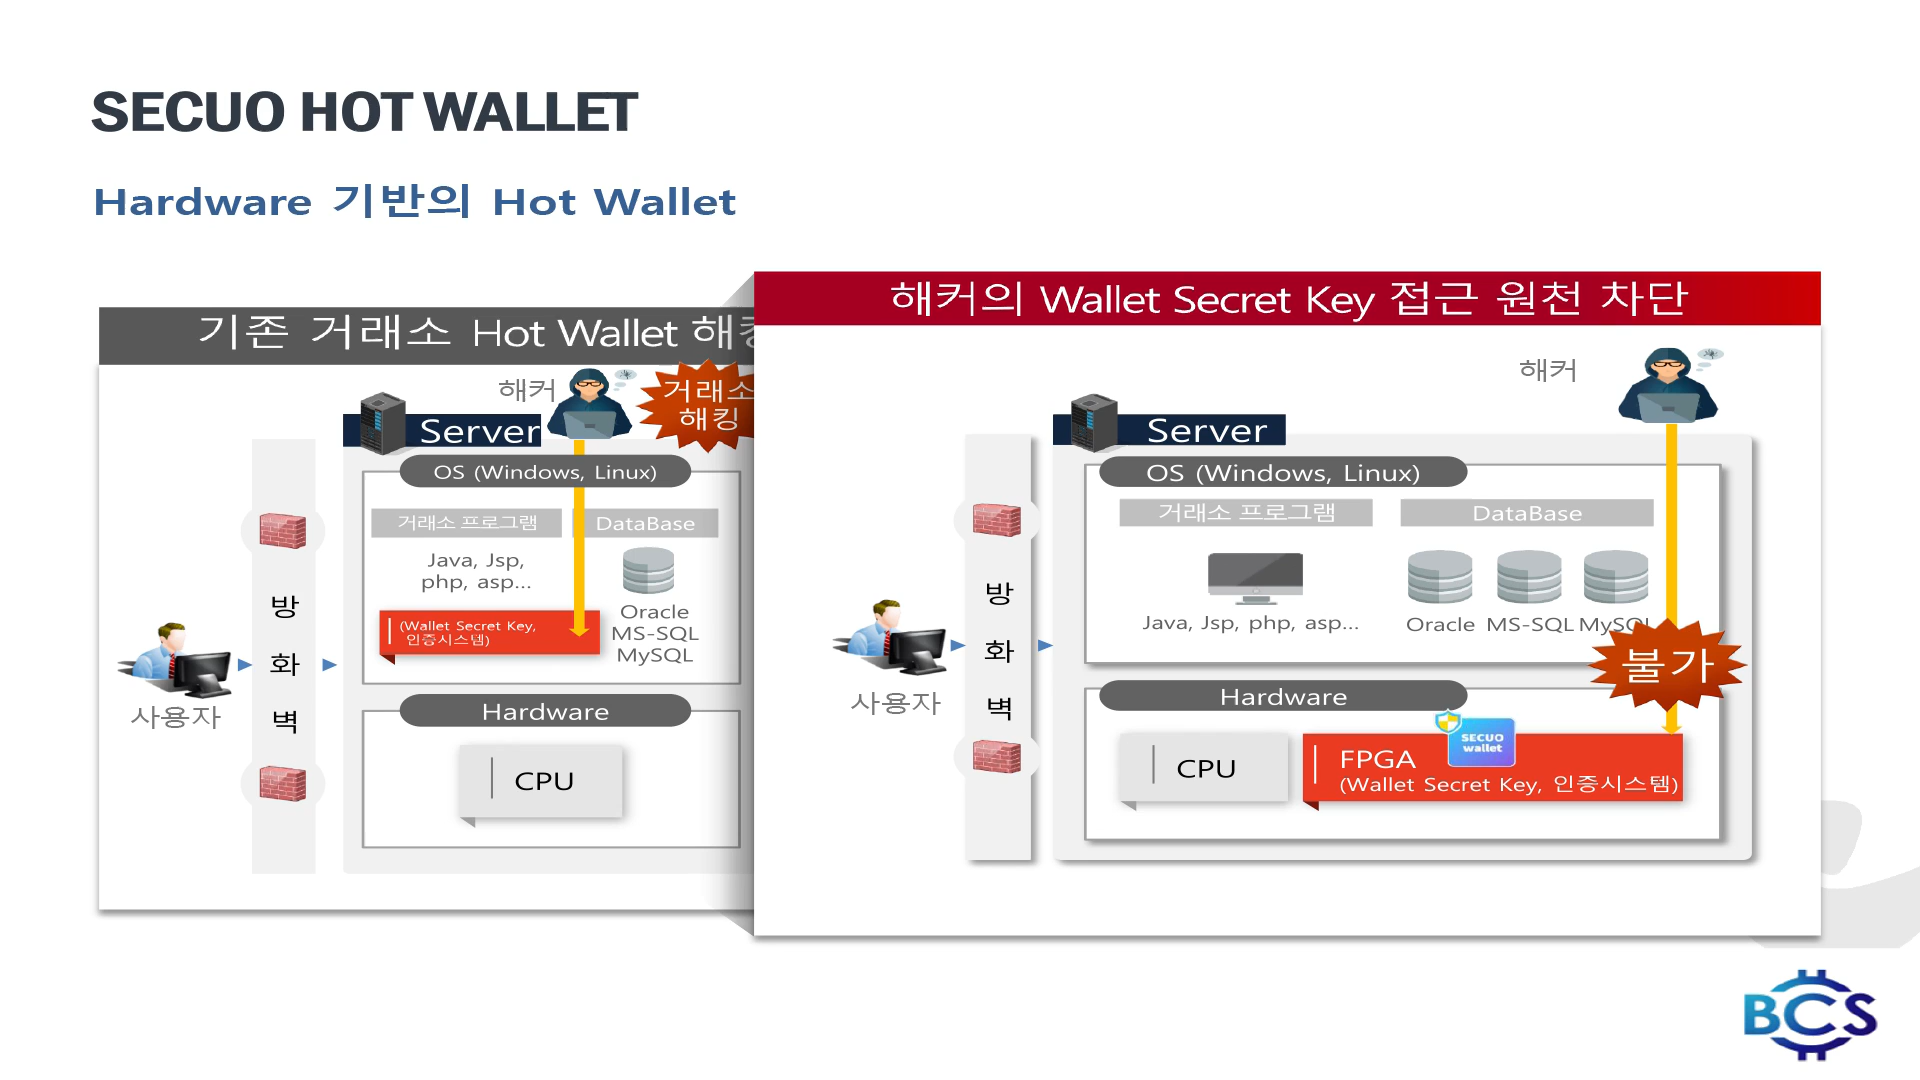 SECUO HOT WALLET
Hardware 기반의 Hot Wallet
기존 거래소 Hot Wallet
해커
거래소
해킹
Server
OS (Windows, Linux)
거래소 프로그램
DataBase
Java, Jsp,
php, asp...
(Wallet Secret Key,
인증시스템)
Oracle
MS-SQL
MySQL
방
화
벽
사용자
Hardware
CPU
해커의 Wallet Secret Key 접근 원천 차단
해커
Server
OS (Windows, Linux)
거래소 프로그램
DataBase
Java, Jsp, php, asp...
Oracle MS-SQL MySQL
불가
방
화
벽
사용자
Hardware
SECUO
wallet
CPU
FPGA
(Wallet Secret Key, 인증시스템)
BCS